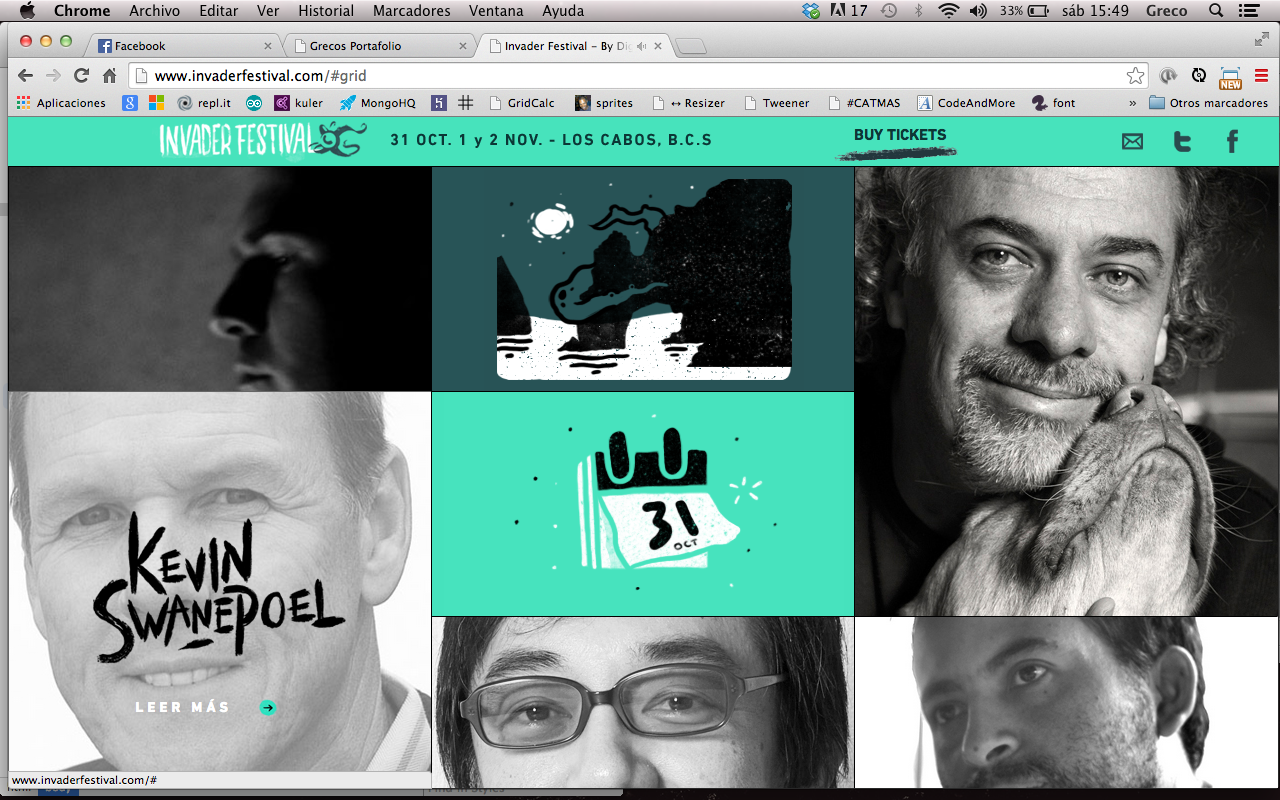 Chrome Archivo Editar Ver Historial Marcadores Ventana Ayuda 17 33% sáb 15:49 Greco
Facebook Grecos Portafolio Invader Festival – By Di
www.invaderfestival.com/#grid
NEW
Aplicaciones repl.it kuler MongoHQ GridCalc sprites ↔ Resizer Tweener #CATMAS CodeAndMore font » Otros marcadores
INVADER FESTIVAL 31 OCT. 1 y 2 NOV. - LOS CABOS, B.C.S BUY TICKETS
31
OCT
KEVIN
SWANEPOEL
LEER MÁS
www.invaderfestival.com/#